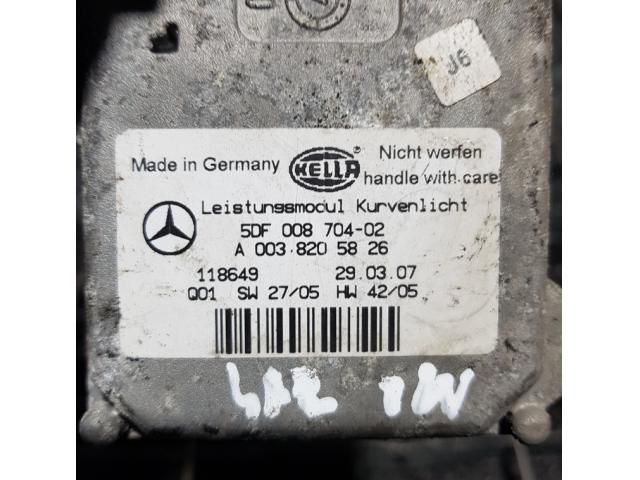 J6
Made in Germany
HELLA
Nicht werfen
handle with care
Leistungsmodul Kurvenlicht
5DF 008 704-02
A 003 820 58 26
118649 29.03.07
Q01 SW 27/05 HW 42/05